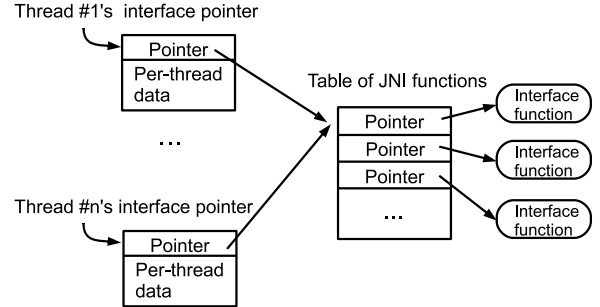 Thread #1's interface pointer
Pointer
Per-thread
data
...
Thread #n's interface pointer
Pointer
Per-thread
data
Table of JNI functions
Pointer
Pointer
Pointer
...
Interface
function
Interface
function
Interface
function